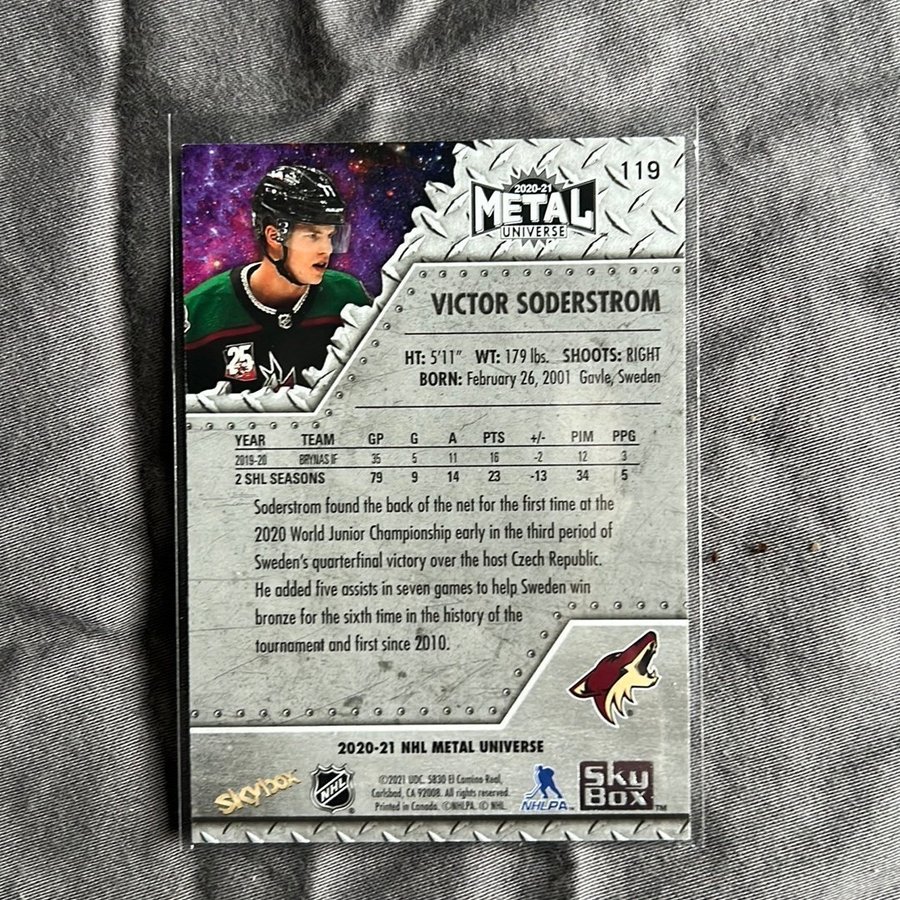 119
2020-21
METAL
UNIVERSE
VICTOR SODERSTROM
HT: 5'11" WT: 179 lbs. SHOOTS: RIGHT
BORN: February 26, 2001 Gavle, Sweden
25
YEAR TEAM GP G A PTS +/- PIM PPG
2019-20 BRYNAS IF 35 5 11 16 -2 12 3
2 SHL SEASONS 79 9 14 23 -13 34 5
Soderstrom found the back of the net for the first time at the
2020 World Junior Championship early in the third period of
Sweden's quarterfinal victory over the host Czech Republic.
He added five assists in seven games to help Sweden win
bronze for the sixth time in the history of the
tournament and first since 2010.
2020-21 NHL METAL UNIVERSE
skybox
NHL
©2021 UDC. 5830 El Camino Real,
Carlsbad, CA 92008. All rights reserved.
Printed in Canada. ©NHLPA. © NHL.
NHLPA
SkyBox TM